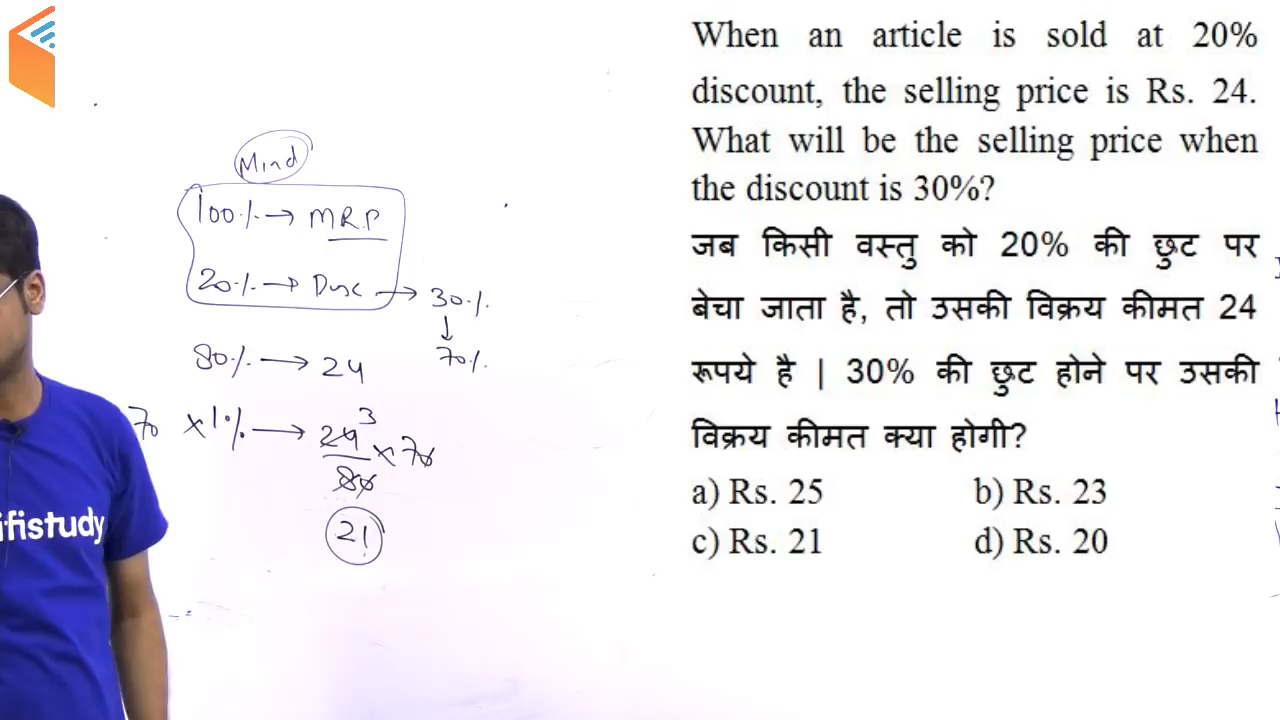 Mind
100% → MRP
20% → Disc → 30%
↓
80% → 24
70%
70 × 1% → 24 3 × 70
80
21
ifistudy
When an article is sold at 20%
discount, the selling price is Rs. 24.
What will be the selling price when
the discount is 30%?
जब किसी वस्तु को 20% की छुट पर
बेचा जाता है, तो उसकी विक्रय कीमत 24
रूपये है | 30% की छुट होने पर उसकी
विक्रय कीमत क्या होगी?
a) Rs. 25 b) Rs. 23
c) Rs. 21 d) Rs. 20